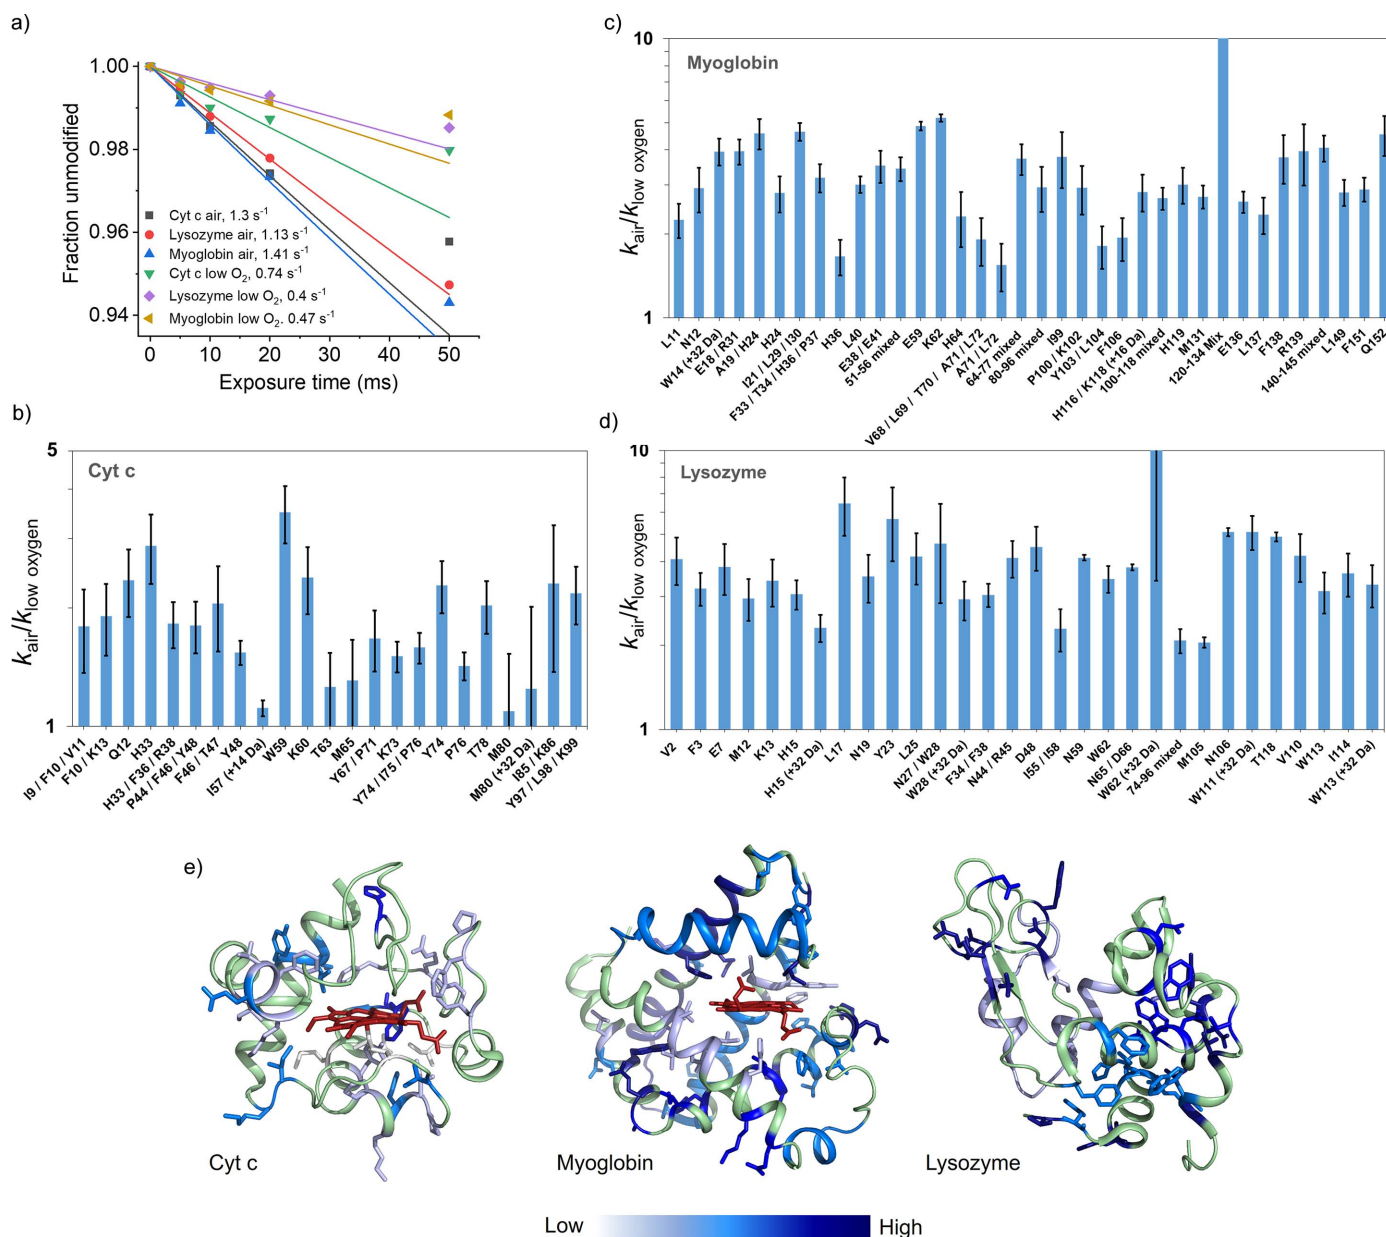 a)
1.00
0.98
0.96
0.94
Fraction unmodified
Cyt c air, 1.3 s⁻¹
Lysozyme air, 1.13 s⁻¹
Myoglobin air, 1.41 s⁻¹
Cyt c low O₂, 0.74 s⁻¹
Lysozyme low O₂, 0.4 s⁻¹
Myoglobin low O₂. 0.47 s⁻¹
0 10 20 30 40 50
Exposure time (ms)
b)
5
Cyt c
kair/klow oxygen
1
I9 / F10 / V11
F10 / K13
Q12
H33
H33 / F36 / R38
P44 / F46 / Y48
F46 / T47
Y48
I57 (+14 Da)
W59
K60
T63
M65
Y67 / P71
K73
Y74 / I75 / P76
Y74
P76
T78
M80
M80 (+32 Da)
I85 / K86
Y97 / L98 / K99
c)
10
Myoglobin
kair/klow oxygen
1
L11
N12
W14 (+32 Da)
E18 / R31
A19 / H24
H24
I21 / L29 / I30
F33 / T34 / H36 / P37
H36
L40
E38 / E41
51-56 mixed
E59
K62
H64
V68 / L69 / T70 / A71 / L72
A71 / L72
64-77 mixed
80-96 mixed
I99
P100 / K102
Y103 / L104
F106
H116 / K118 (+16 Da)
100-118 mixed
H119
M131
120-134 Mix
E136
L137
F138
R139
140-145 mixed
L149
F151
Q152
d)
10
Lysozyme
kair/klow oxygen
1
V2
F3
E7
M12
K13
H15
H15 (+32 Da)
L17
N19
Y23
L25
N27 / W28
W28 (+32 Da)
F34 / F38
N44 / R45
D48
I55 / I58
N59
W62
N65 / D66
W62 (+32 Da)
74-96 mixed
M105
N106
W111 (+32 Da)
T118
V110
W113
I114
W113 (+32 Da)
e)
Cyt c
Myoglobin
Lysozyme
Low
High